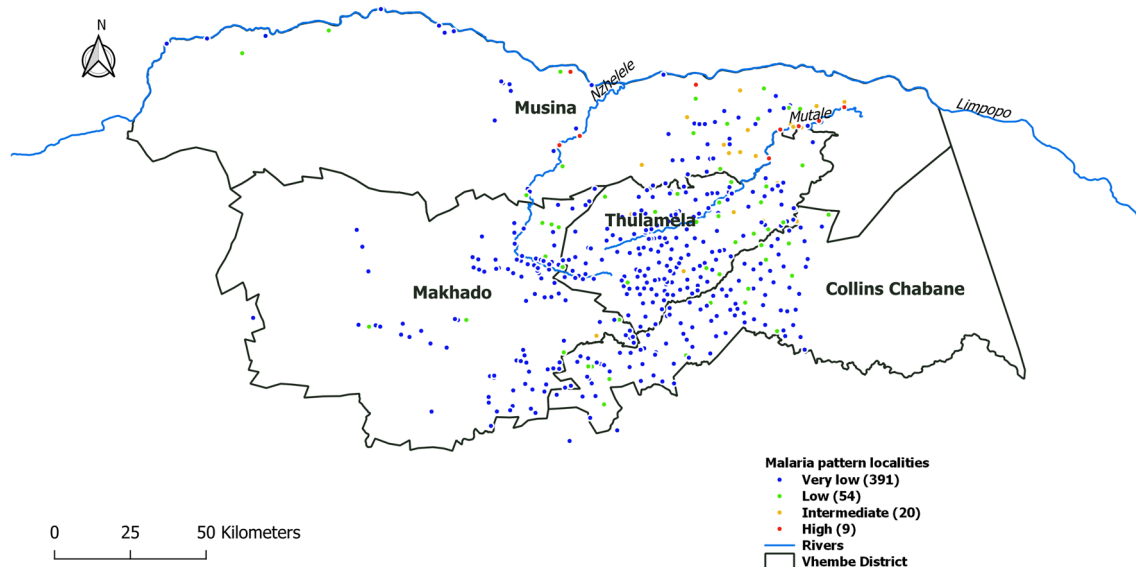 N
Nzhelele
Musina
Limpopo
Mutale
Thulamela
Makhado
Collins Chabane
Malaria pattern localities
Very low (391)
Low (54)
Intermediate (20)
High (9)
Rivers
Vhembe District
0 25 50 Kilometers